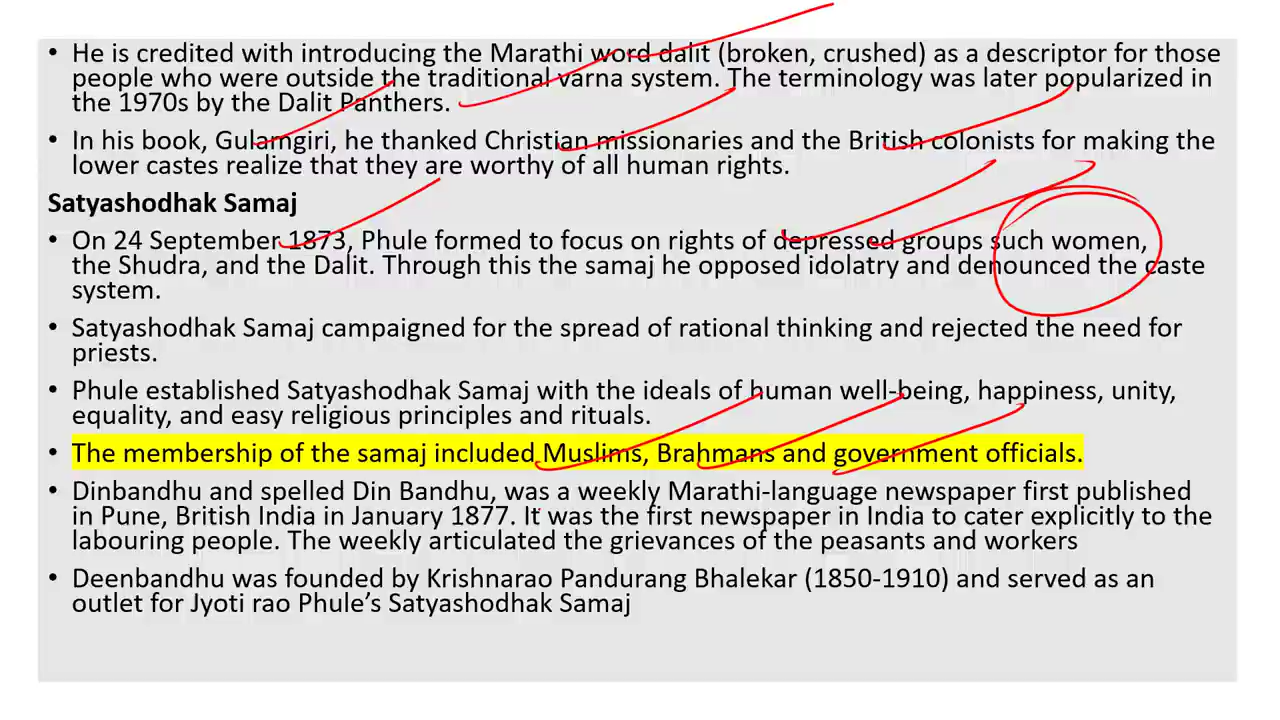 • He is credited with introducing the Marathi word dalit (broken, crushed) as a descriptor for those
people who were outside the traditional varna system. The terminology was later popularized in
the 1970s by the Dalit Panthers.
• In his book, Gulamgiri, he thanked Christian missionaries and the British colonists for making the
lower castes realize that they are worthy of all human rights.
Satyashodhak Samaj
• On 24 September 1873, Phule formed to focus on rights of depressed groups such women,
the Shudra, and the Dalit. Through this the samaj he opposed idolatry and denounced the caste
system.
• Satyashodhak Samaj campaigned for the spread of rational thinking and rejected the need for
priests.
• Phule established Satyashodhak Samaj with the ideals of human well-being, happiness, unity,
equality, and easy religious principles and rituals.
• The membership of the samaj included Muslims, Brahmans and government officials.
• Dinbandhu and spelled Din Bandhu, was a weekly Marathi-language newspaper first published
in Pune, British India in January 1877. It was the first newspaper in India to cater explicitly to the
labouring people. The weekly articulated the grievances of the peasants and workers
• Deenbandhu was founded by Krishnarao Pandurang Bhalekar (1850-1910) and served as an
outlet for Jyoti rao Phule’s Satyashodhak Samaj